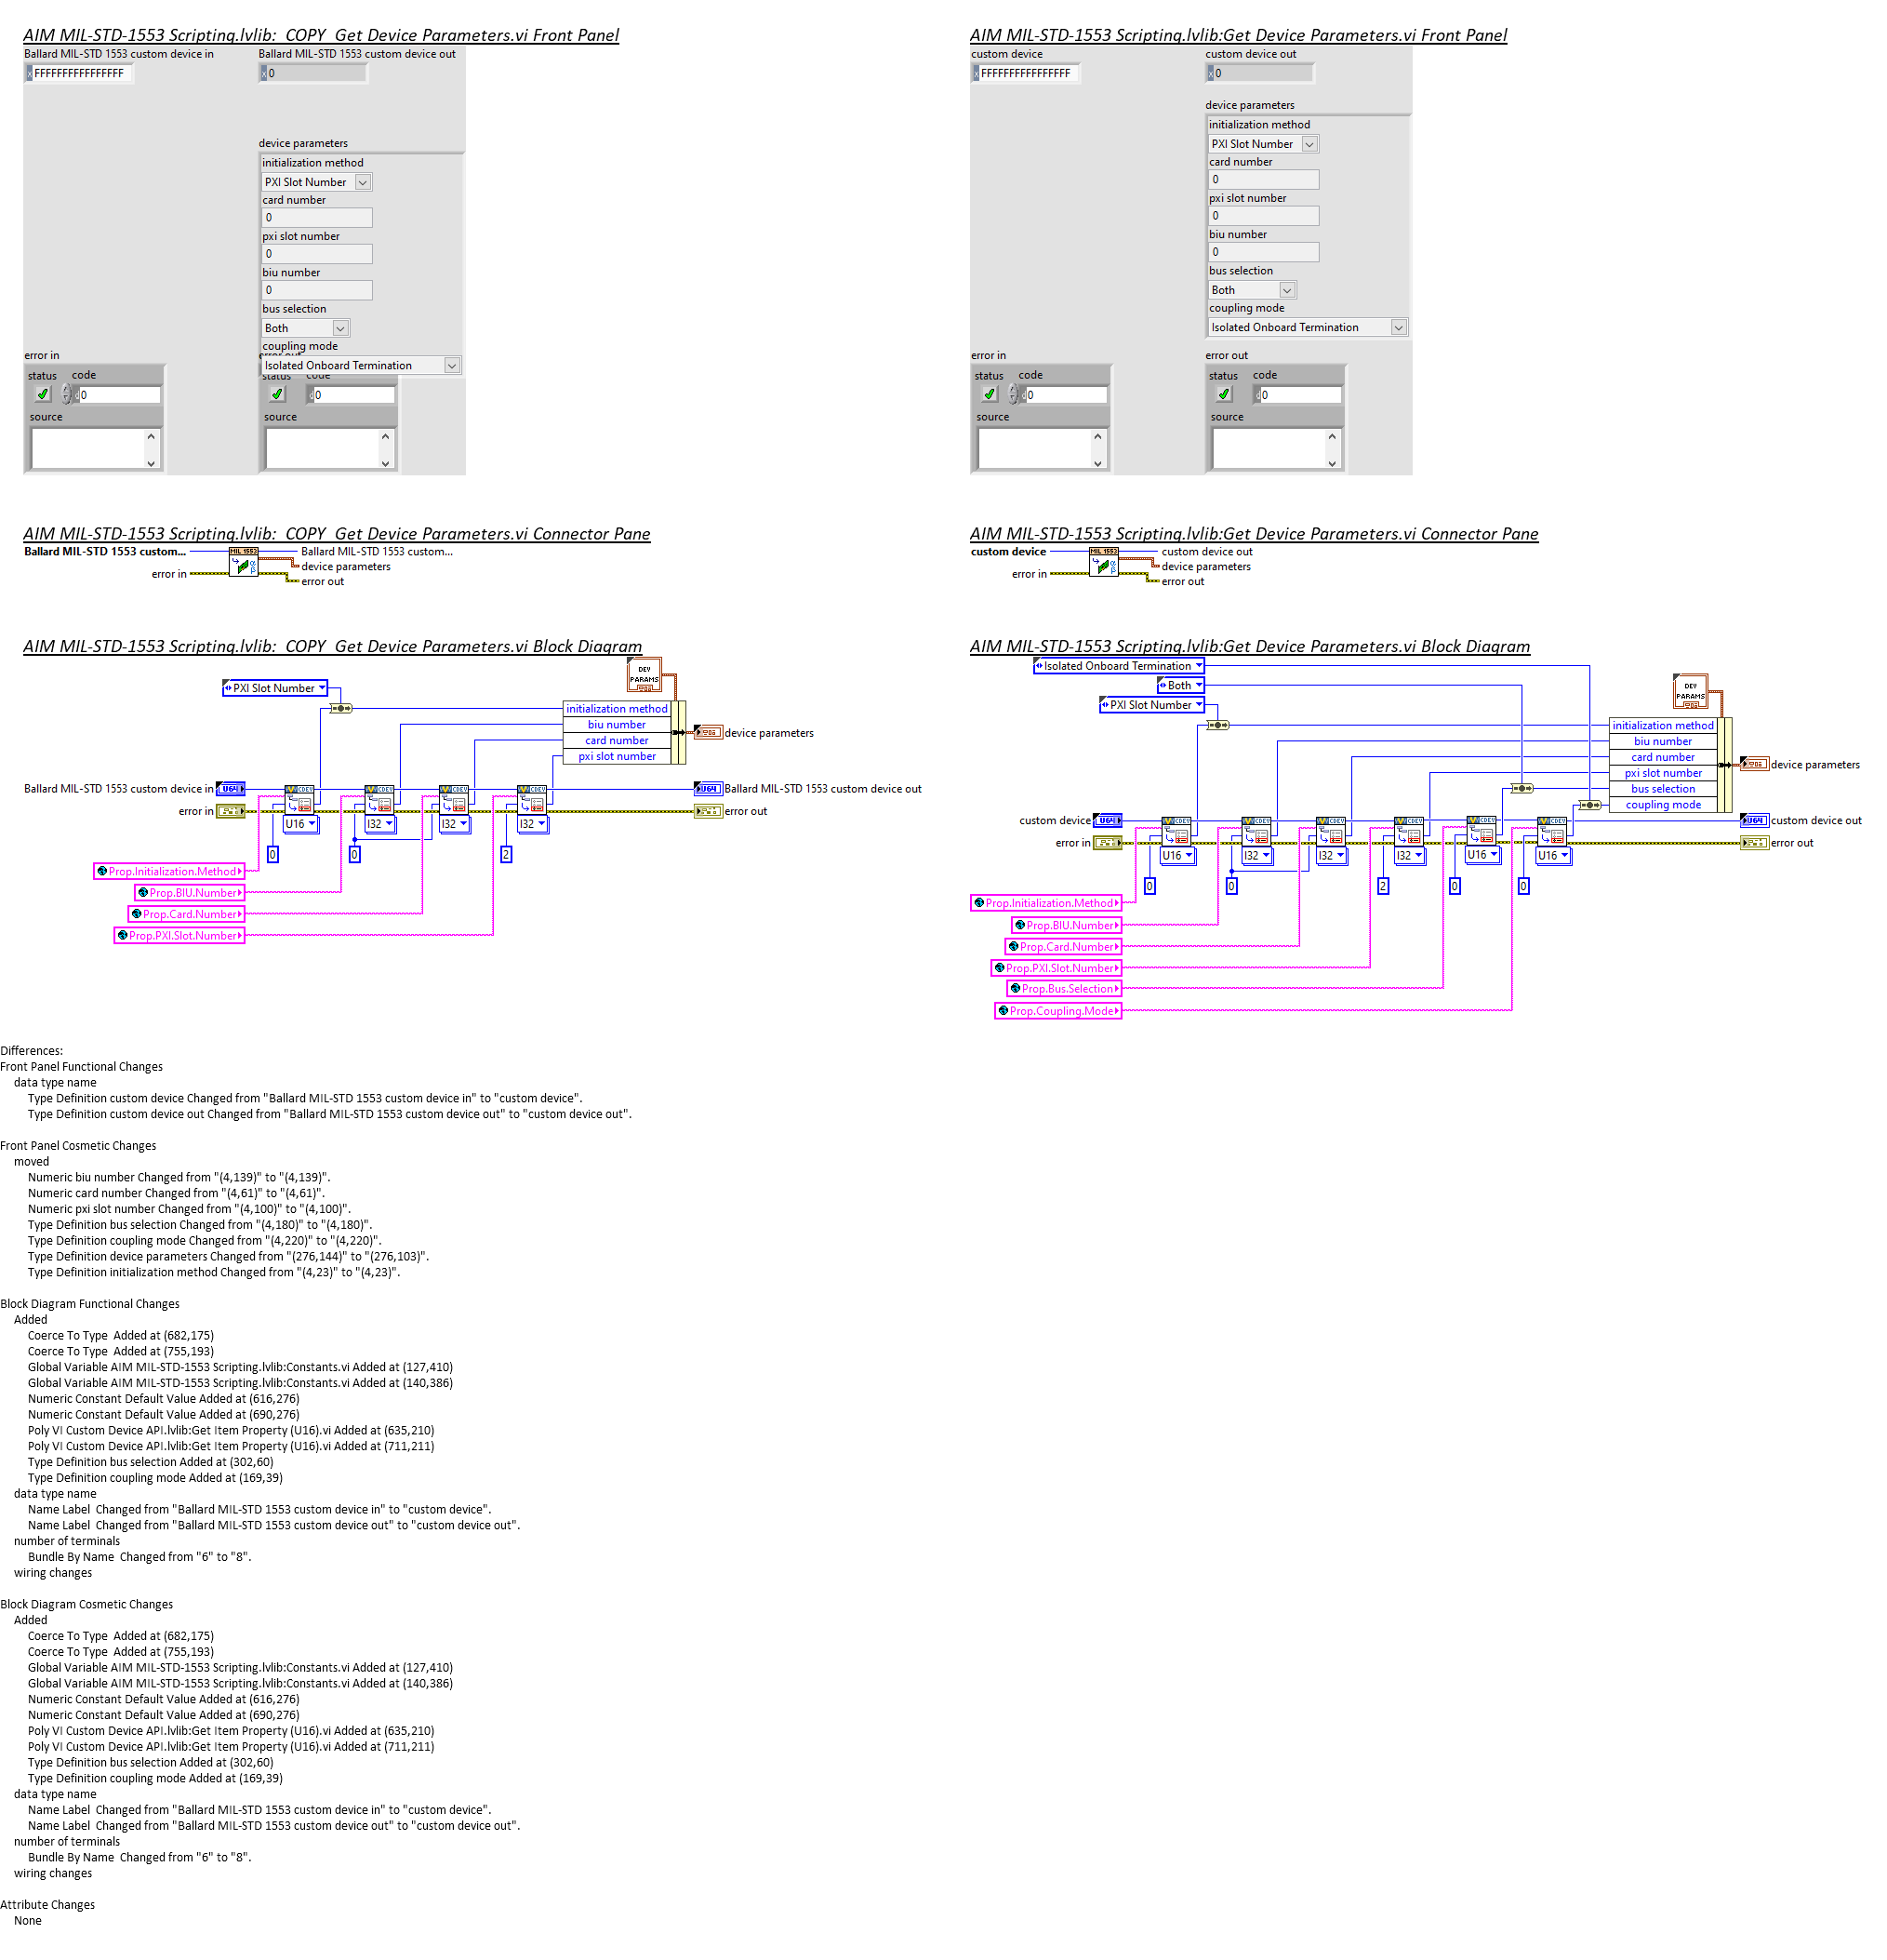 AIM MIL-STD-1553 Scripting.lvlib:_COPY_Get Device Parameters.vi Front Panel
Ballard MIL-STD 1553 custom device in
Ballard MIL-STD 1553 custom device out
x FFFFFFFFFFFFFFFF
x 0
device parameters
initialization method
PXI Slot Number
card number
0
pxi slot number
0
biu number
0
bus selection
Both
coupling mode
Isolated Onboard Termination
error in
error out
status code
d 0
source
status code
d 0
source
AIM MIL-STD-1553 Scripting.lvlib:Get Device Parameters.vi Front Panel
custom device
custom device out
x FFFFFFFFFFFFFFFF
x 0
device parameters
initialization method
PXI Slot Number
card number
0
pxi slot number
0
biu number
0
bus selection
Both
coupling mode
Isolated Onboard Termination
error in
error out
status code
d 0
source
status code
d 0
source
AIM MIL-STD-1553 Scripting.lvlib:_COPY_Get Device Parameters.vi Connector Pane
Ballard MIL-STD 1553 custom...
MIL 1553
Ballard MIL-STD 1553 custom...
device parameters
error in
error out
AIM MIL-STD-1553 Scripting.lvlib:Get Device Parameters.vi Connector Pane
custom device
MIL 1553
custom device out
device parameters
error in
error out
AIM MIL-STD-1553 Scripting.lvlib:_COPY_Get Device Parameters.vi Block Diagram
DEV
PARAMS
PXI Slot Number
initialization method
biu number
card number
pxi slot number
device parameters
Ballard MIL-STD 1553 custom device in
U64
CDEV
CDEV
CDEV
CDEV
U64
Ballard MIL-STD 1553 custom device out
error in
error out
U16
I32
I32
I32
0
0
2
Prop.Initialization.Method
Prop.BIU.Number
Prop.Card.Number
Prop.PXI.Slot.Number
AIM MIL-STD-1553 Scripting.lvlib:Get Device Parameters.vi Block Diagram
Isolated Onboard Termination
Both
PXI Slot Number
DEV
PARAMS
initialization method
biu number
card number
pxi slot number
bus selection
coupling mode
device parameters
custom device
U64
CDEV
CDEV
CDEV
CDEV
CDEV
CDEV
U64
custom device out
error in
error out
U16
I32
I32
I32
U16
U16
0
0
2
0
0
Prop.Initialization.Method
Prop.BIU.Number
Prop.Card.Number
Prop.PXI.Slot.Number
Prop.Bus.Selection
Prop.Coupling.Mode
Differences:
Front Panel Functional Changes
data type name
Type Definition custom device Changed from "Ballard MIL-STD 1553 custom device in" to "custom device".
Type Definition custom device out Changed from "Ballard MIL-STD 1553 custom device out" to "custom device out".
Front Panel Cosmetic Changes
moved
Numeric biu number Changed from "(4,139)" to "(4,139)".
Numeric card number Changed from "(4,61)" to "(4,61)".
Numeric pxi slot number Changed from "(4,100)" to "(4,100)".
Type Definition bus selection Changed from "(4,180)" to "(4,180)".
Type Definition coupling mode Changed from "(4,220)" to "(4,220)".
Type Definition device parameters Changed from "(276,144)" to "(276,103)".
Type Definition initialization method Changed from "(4,23)" to "(4,23)".
Block Diagram Functional Changes
Added
Coerce To Type  Added at (682,175)
Coerce To Type  Added at (755,193)
Global Variable AIM MIL-STD-1553 Scripting.lvlib:Constants.vi Added at (127,410)
Global Variable AIM MIL-STD-1553 Scripting.lvlib:Constants.vi Added at (140,386)
Numeric Constant Default Value Added at (616,276)
Numeric Constant Default Value Added at (690,276)
Poly VI Custom Device API.lvlib:Get Item Property (U16).vi Added at (635,210)
Poly VI Custom Device API.lvlib:Get Item Property (U16).vi Added at (711,211)
Type Definition bus selection Added at (302,60)
Type Definition coupling mode Added at (169,39)
data type name
Name Label  Changed from "Ballard MIL-STD 1553 custom device in" to "custom device".
Name Label  Changed from "Ballard MIL-STD 1553 custom device out" to "custom device out".
number of terminals
Bundle By Name  Changed from "6" to "8".
wiring changes
Block Diagram Cosmetic Changes
Added
Coerce To Type  Added at (682,175)
Coerce To Type  Added at (755,193)
Global Variable AIM MIL-STD-1553 Scripting.lvlib:Constants.vi Added at (127,410)
Global Variable AIM MIL-STD-1553 Scripting.lvlib:Constants.vi Added at (140,386)
Numeric Constant Default Value Added at (616,276)
Numeric Constant Default Value Added at (690,276)
Poly VI Custom Device API.lvlib:Get Item Property (U16).vi Added at (635,210)
Poly VI Custom Device API.lvlib:Get Item Property (U16).vi Added at (711,211)
Type Definition bus selection Added at (302,60)
Type Definition coupling mode Added at (169,39)
data type name
Name Label  Changed from "Ballard MIL-STD 1553 custom device in" to "custom device".
Name Label  Changed from "Ballard MIL-STD 1553 custom device out" to "custom device out".
number of terminals
Bundle By Name  Changed from "6" to "8".
wiring changes
Attribute Changes
None